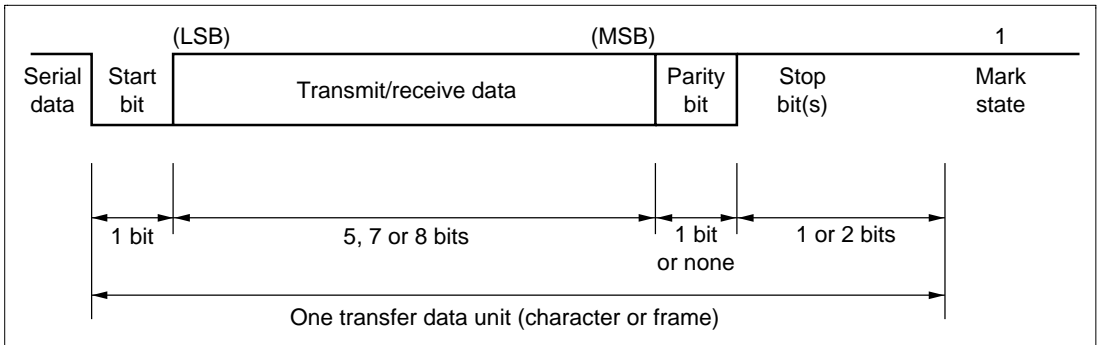 (LSB) (MSB) 1
Serial data
Start bit
Transmit/receive data
Parity bit
Stop bit(s)
Mark state
1 bit
5, 7 or 8 bits
1 bit or none
1 or 2 bits
One transfer data unit (character or frame)